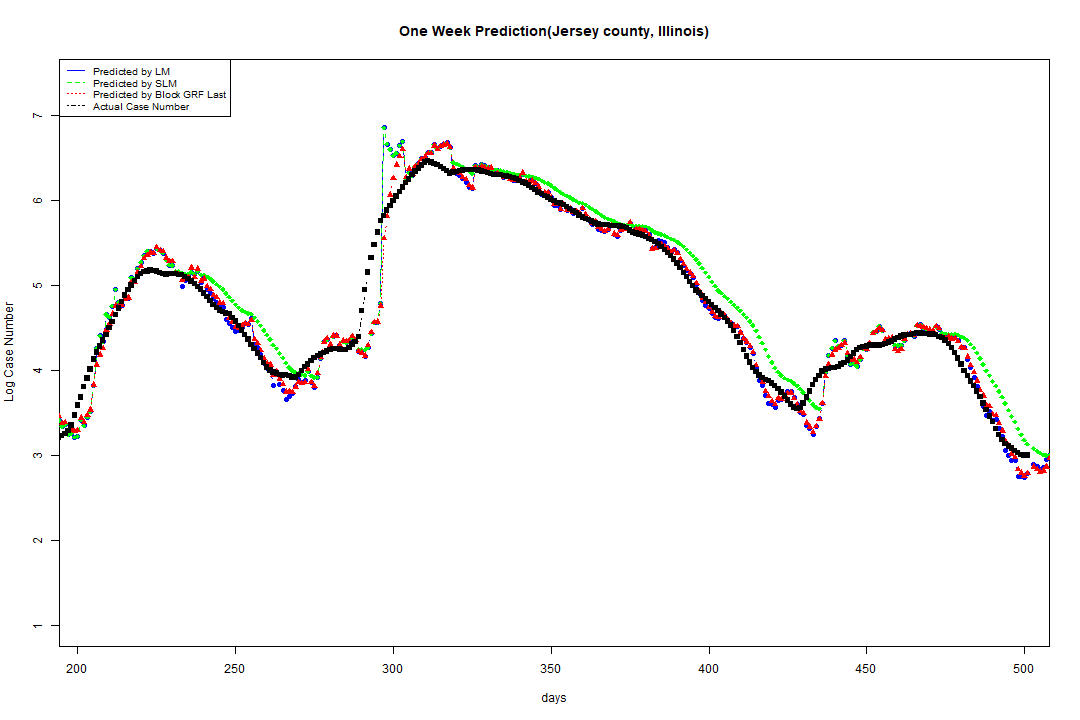 One Week Prediction(Jersey county, Illinois)
Predicted by LM
Predicted by SLM
Predicted by Block GRF Last
Actual Case Number
Log Case Number
7
6
5
4
3
2
1
200 250 300 350 400 450 500
days